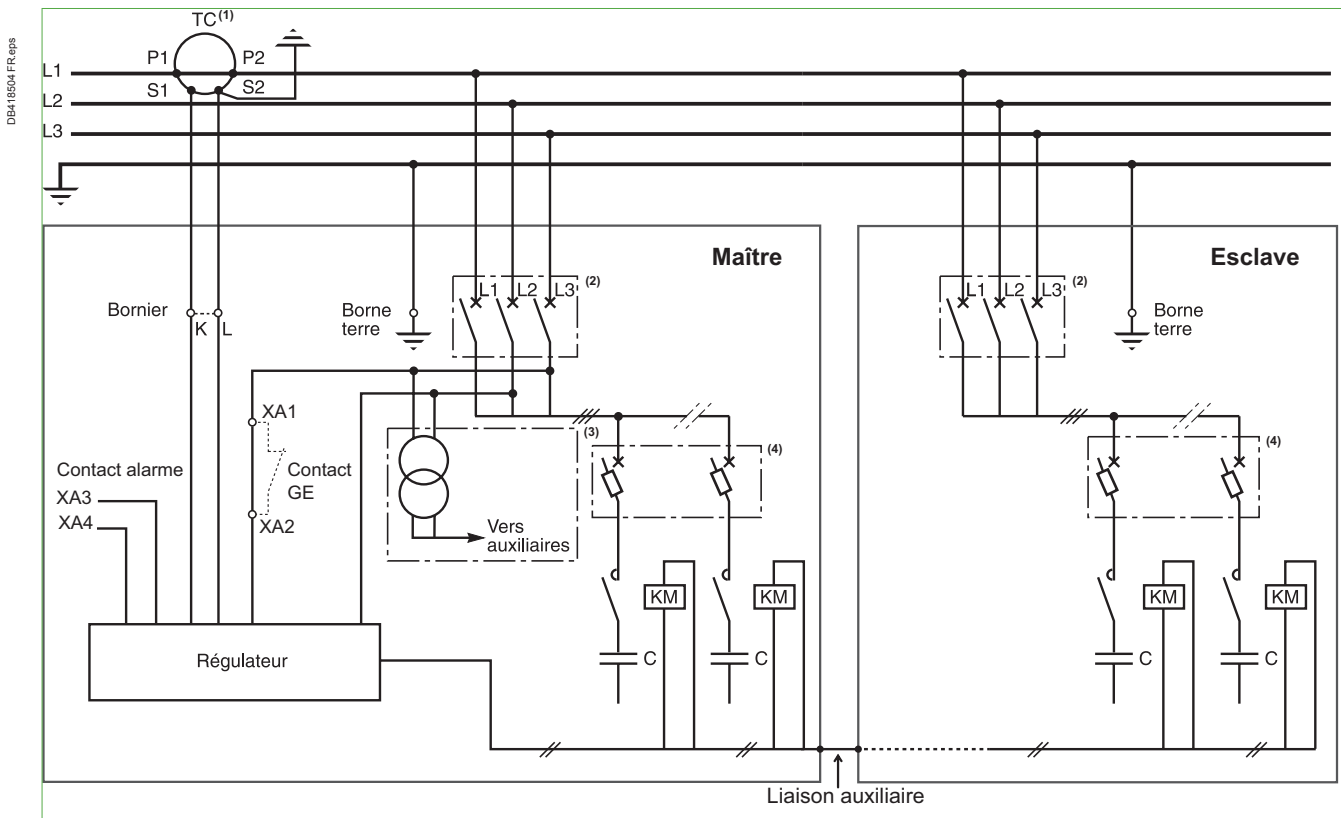 DB418504 FR.eps
TC(1)
P1 P2
L1
S1 S2
L2
L3
Maître
Esclave
L1 L2 L3 (2)
L1 L2 L3 (2)
Bornier
K L
Borne
terre
Borne
terre
XA1
(3)
(4)
(4)
Contact alarme
Contact
GE
XA3
XA4
XA2
Vers
auxiliaires
KM KM
KM KM
Régulateur
C C
C C
Liaison auxiliaire